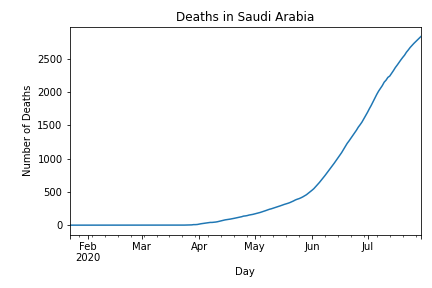 Deaths in Saudi Arabia
Number of Deaths
2500
2000
1500
1000
500
0
Feb Mar Apr May Jun Jul
2020
Day